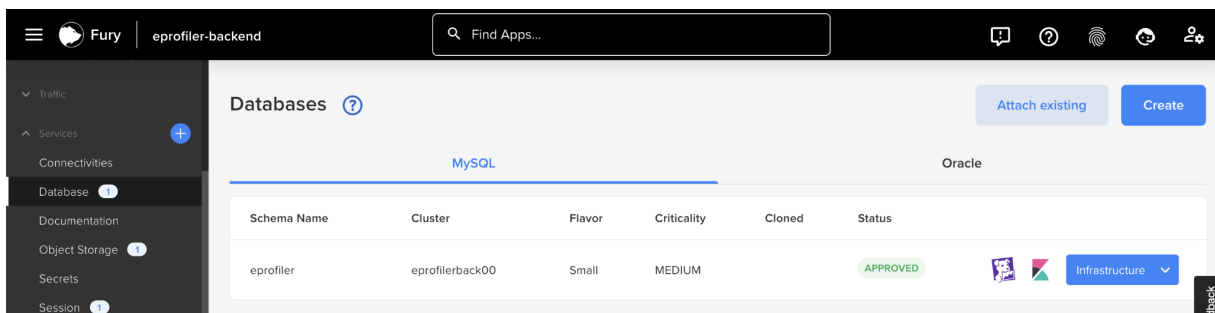 Fury eprofiler-backend Find Apps...
Traffic
Services
Connectivities
Database 1
Documentation
Object Storage 1
Secrets
Session 1
Databases ? Attach existing Create
MySQL Oracle
Schema Name Cluster Flavor Criticality Cloned Status
eprofiler eprofilerback00 Small MEDIUM APPROVED Infrastructure
dback